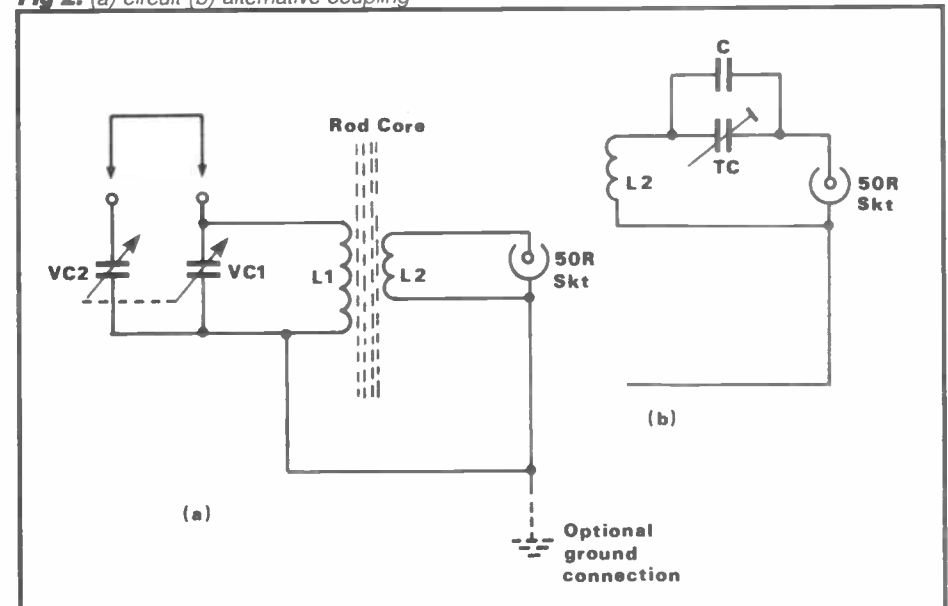 Fig 2. (a) circuit (b) alternative coupling
C
Rod Core
TC
L2
50R
Skt
VC2
VC1
L1
L2
50R
Skt
(b)
(a)
Optional
ground
connection